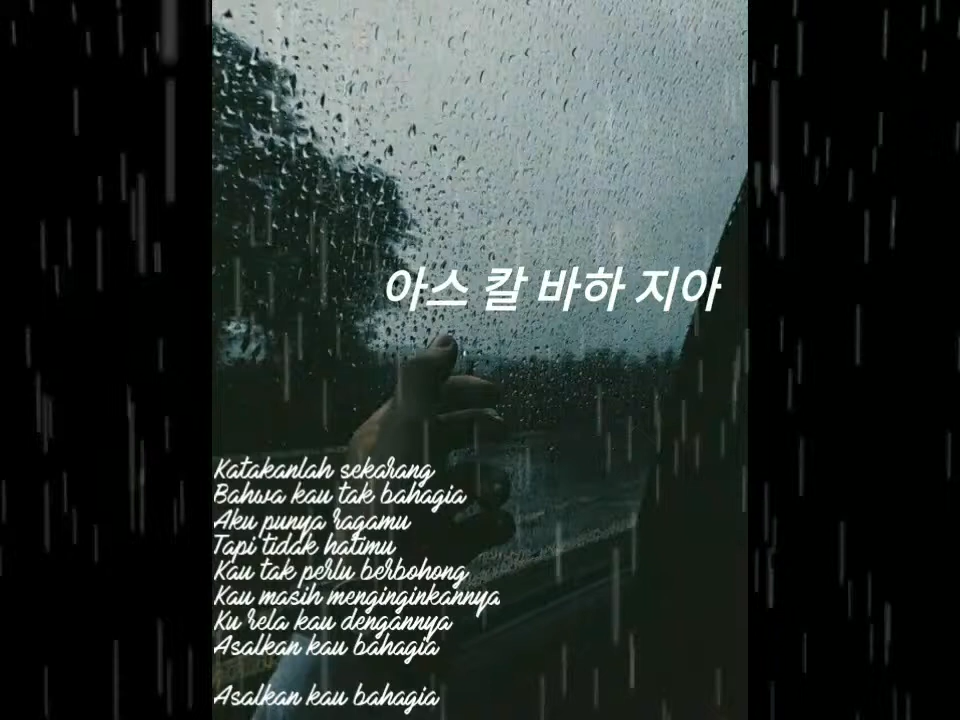 아스 칼 바하 지아
Katakanlah sekarang
Bahwa kau tak bahagia
Aku punya ragamu
Tapi tidak hatimu
Kau tak perlu berbohong
Kau masih menginginkannya
Ku rela kau dengannya
Asalkan kau bahagia
Asalkan kau bahagia